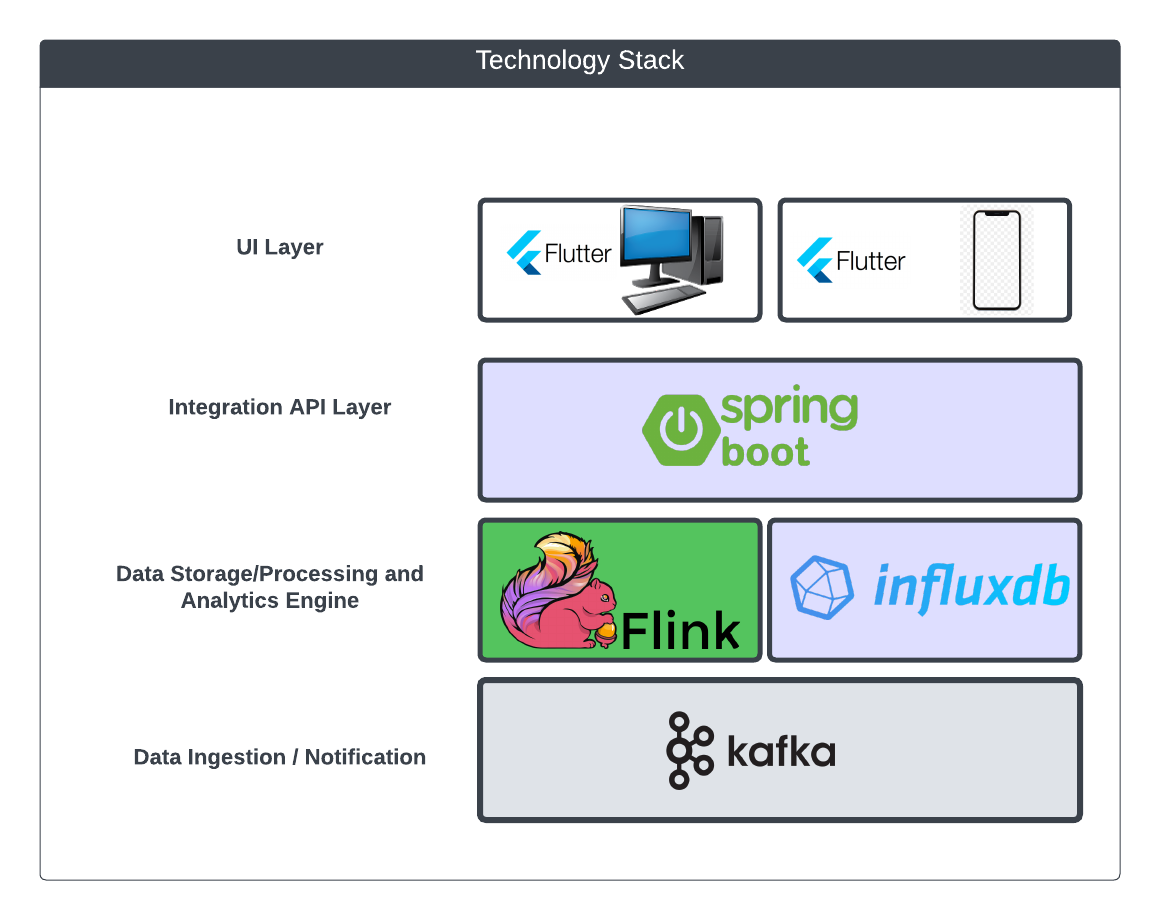 Technology Stack
UI Layer
Flutter
Flutter
Integration API Layer
spring
boot
Data Storage/Processing and
Analytics Engine
Flink
influxdb
Data Ingestion / Notification
kafka